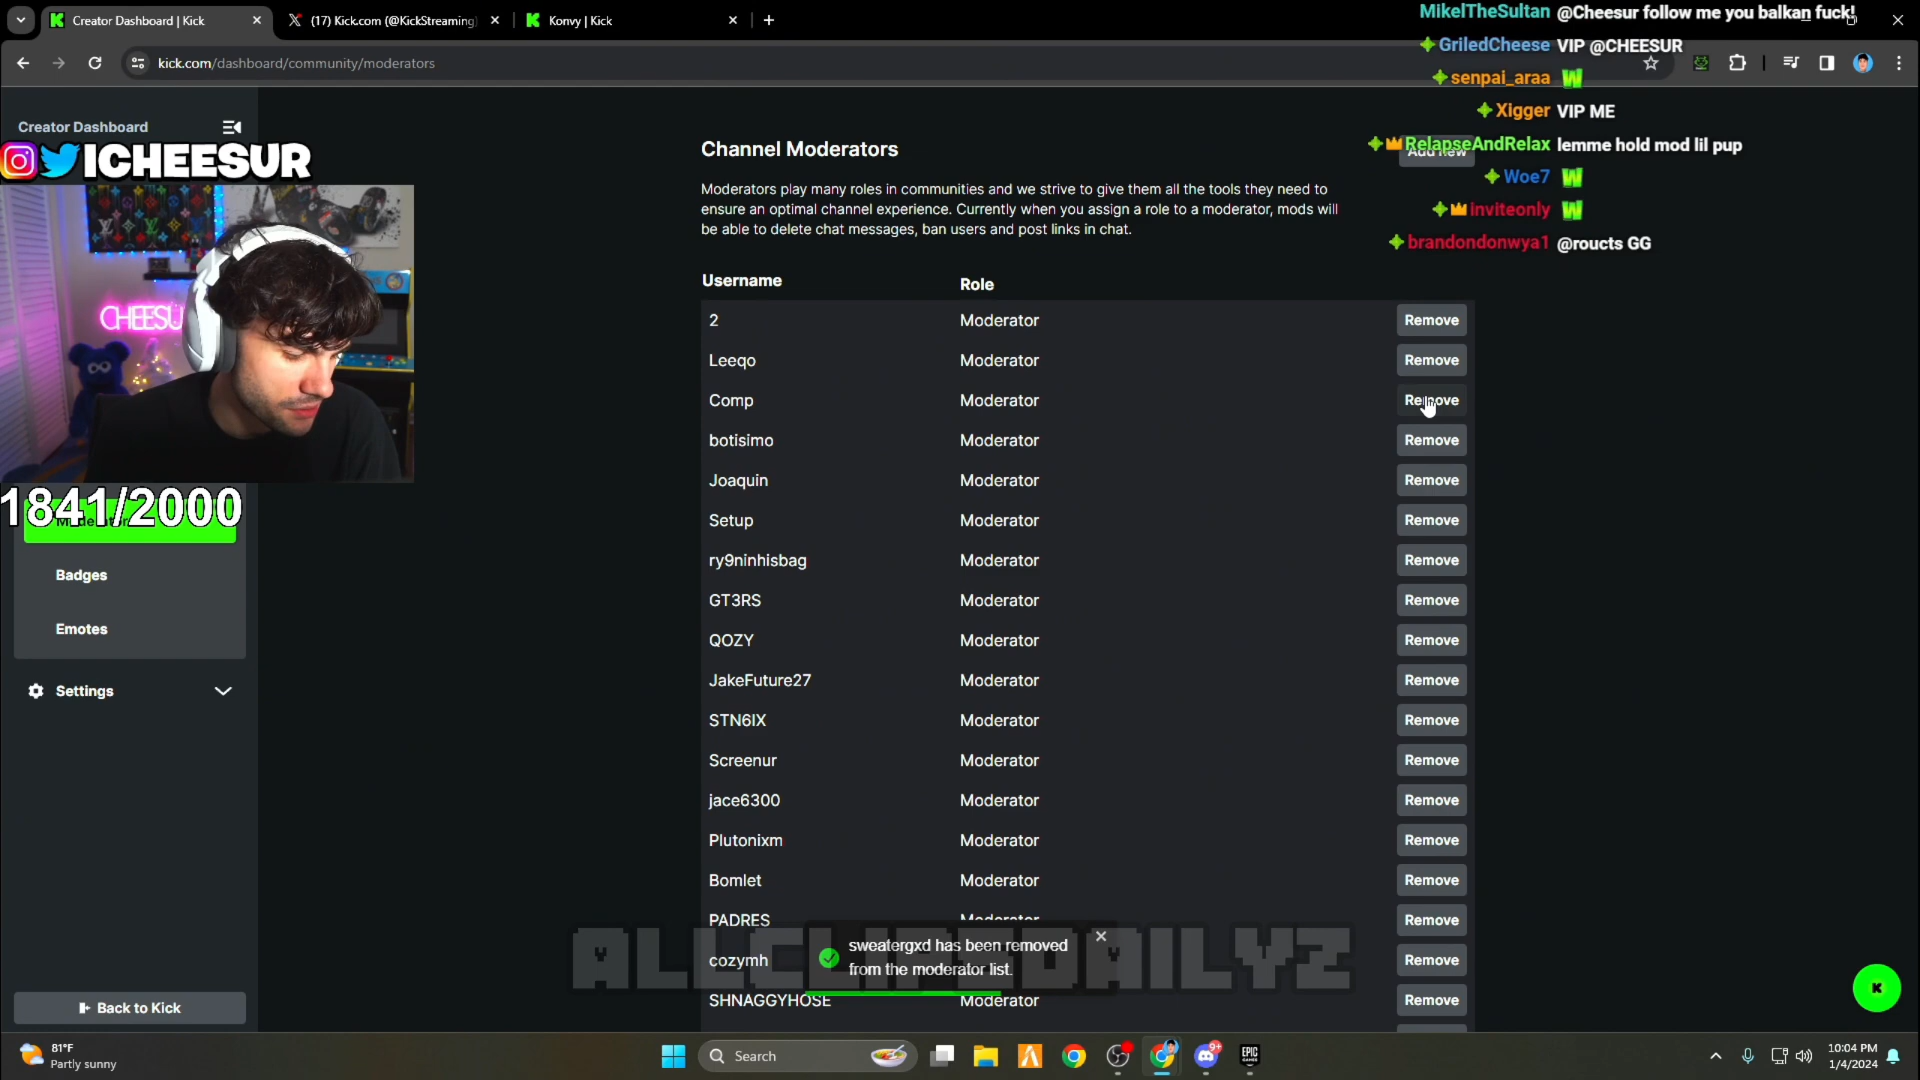 Creator Dashboard | Kick
(17) Kick.com (@KickStreaming
Konvy | Kick
kick.com/dashboard/community/moderators
MikelTheSultan @Cheesur follow me you balkan fuck!
GriledCheese VIP @CHEESUR
senpai_araa W
Xigger VIP ME
RelapseAndRelax lemme hold mod lil pup
Woe7 W
inviteonly W
brandondonwya1 @roucts GG
Creator Dashboard
ICHEESUR
CHEESU
1841/2000
Badges
Emotes
Settings
Back to Kick
Channel Moderators
Add New
Moderators play many roles in communities and we strive to give them all the tools they need to
ensure an optimal channel experience. Currently when you assign a role to a moderator, mods will
be able to delete chat messages, ban users and post links in chat.
Username Role
2 Moderator Remove
Leeqo Moderator Remove
Comp Moderator Remove
botisimo Moderator Remove
Joaquin Moderator Remove
Setup Moderator Remove
ry9ninhisbag Moderator Remove
GT3RS Moderator Remove
QOZY Moderator Remove
JakeFuture27 Moderator Remove
STN6IX Moderator Remove
Screenur Moderator Remove
jace6300 Moderator Remove
Plutonixm Moderator Remove
Bomlet Moderator Remove
PADRES Moderator Remove
cozymh Remove
SHNAGGYHOSE Moderator Remove
sweatergxd has been removed
from the moderator list.
ALLCLIPSDAILYZ
81°F
Partly sunny
Search
9+
EPIC
GAMES
10:04 PM
1/4/2024